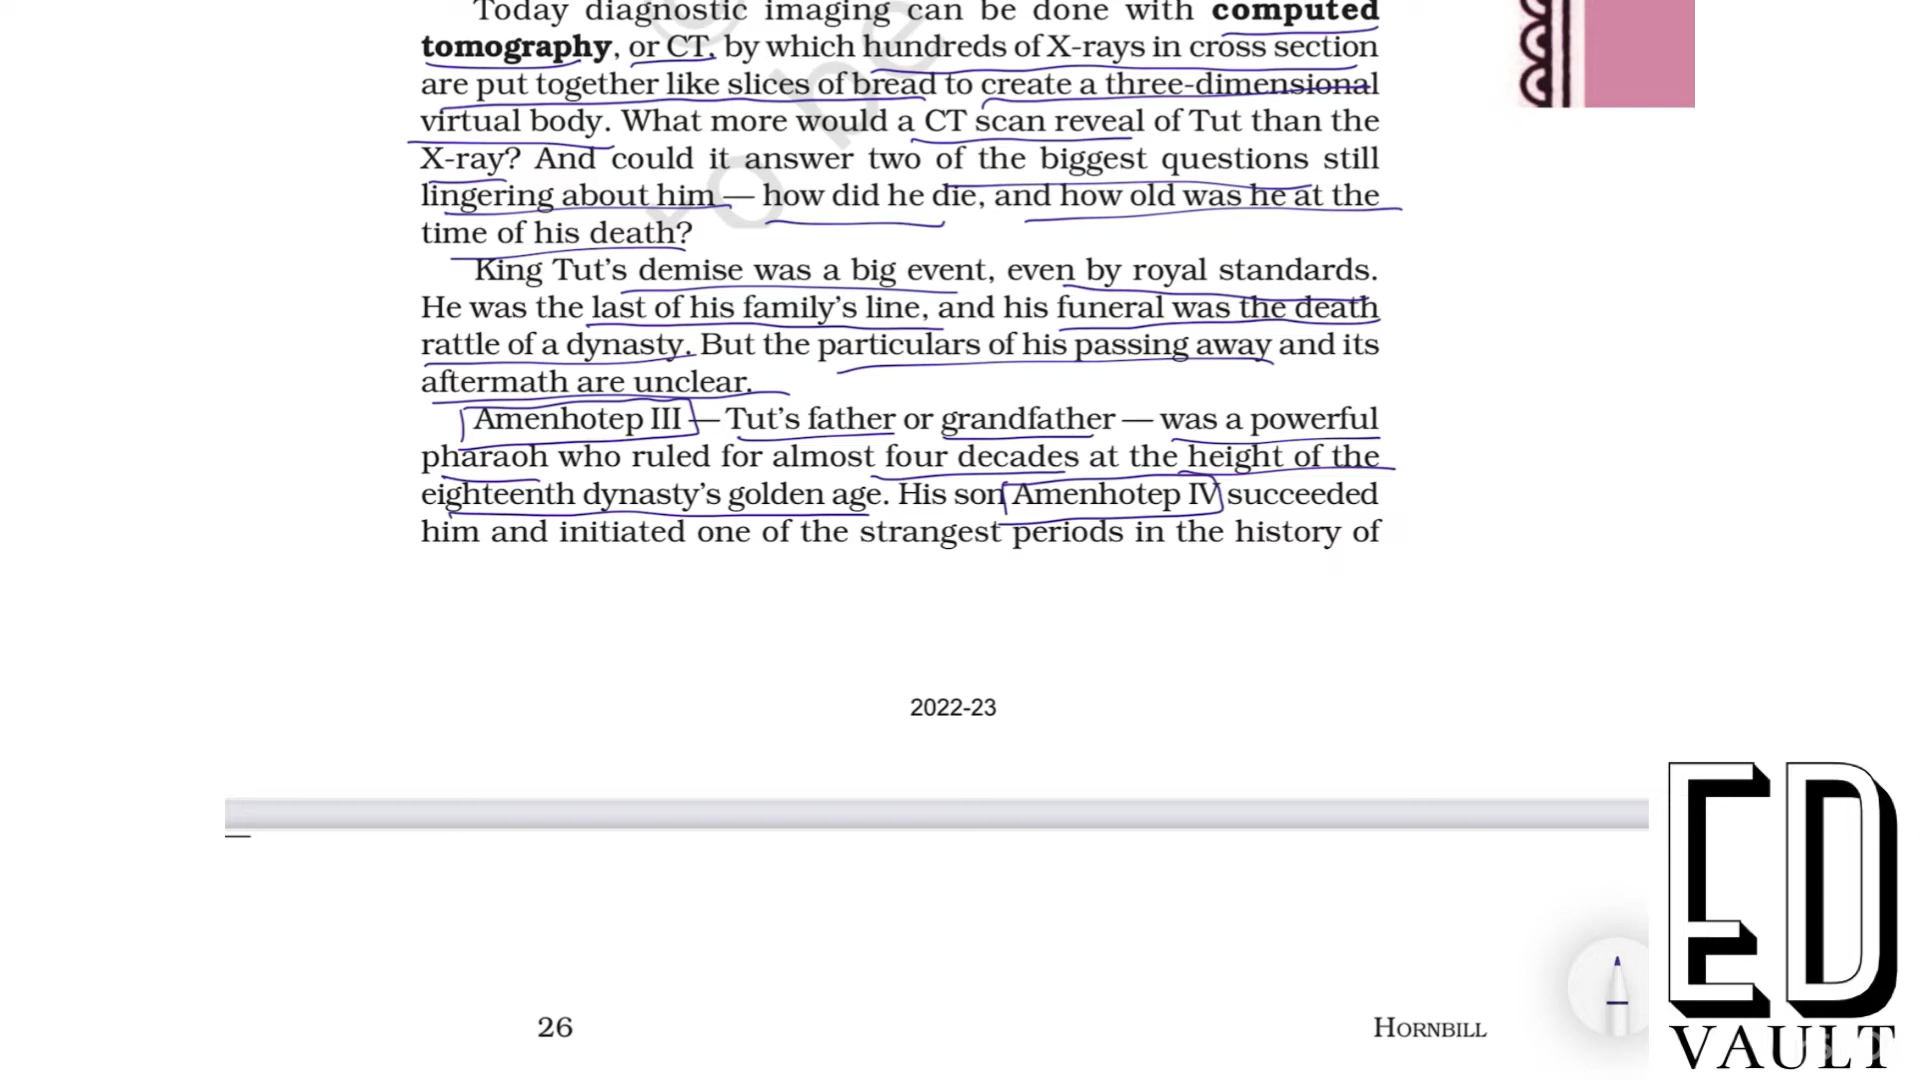 Today diagnostic imaging can be done with computed
tomography, or CT, by which hundreds of X-rays in cross section
are put together like slices of bread to create a three-dimensional
virtual body. What more would a CT scan reveal of Tut than the
X-ray? And could it answer two of the biggest questions still
lingering about him — how did he die, and how old was he at the
time of his death?
King Tut’s demise was a big event, even by royal standards.
He was the last of his family’s line, and his funeral was the death
rattle of a dynasty. But the particulars of his passing away and its
aftermath are unclear.
Amenhotep III — Tut’s father or grandfather — was a powerful
pharaoh who ruled for almost four decades at the height of the
eighteenth dynasty’s golden age. His son Amenhotep IV succeeded
him and initiated one of the strangest periods in the history of
2022-23
26
HORNBILL
ED
VAULT